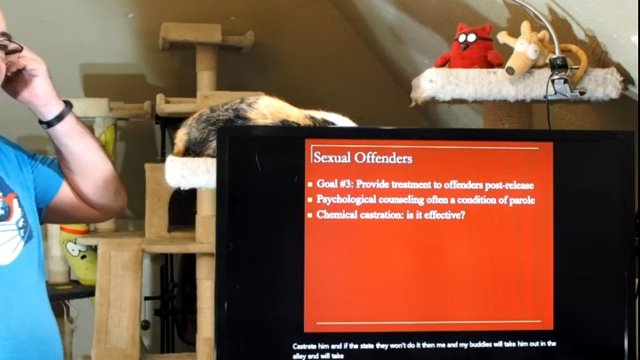 Sexual Offenders
Goal #3: Provide treatment to offenders post-release
Psychological counseling often a condition of parole
Chemical castration: is it effective?
Castrate him and if the state they won't do it then me and my buddies will take him out in the
alley and will take